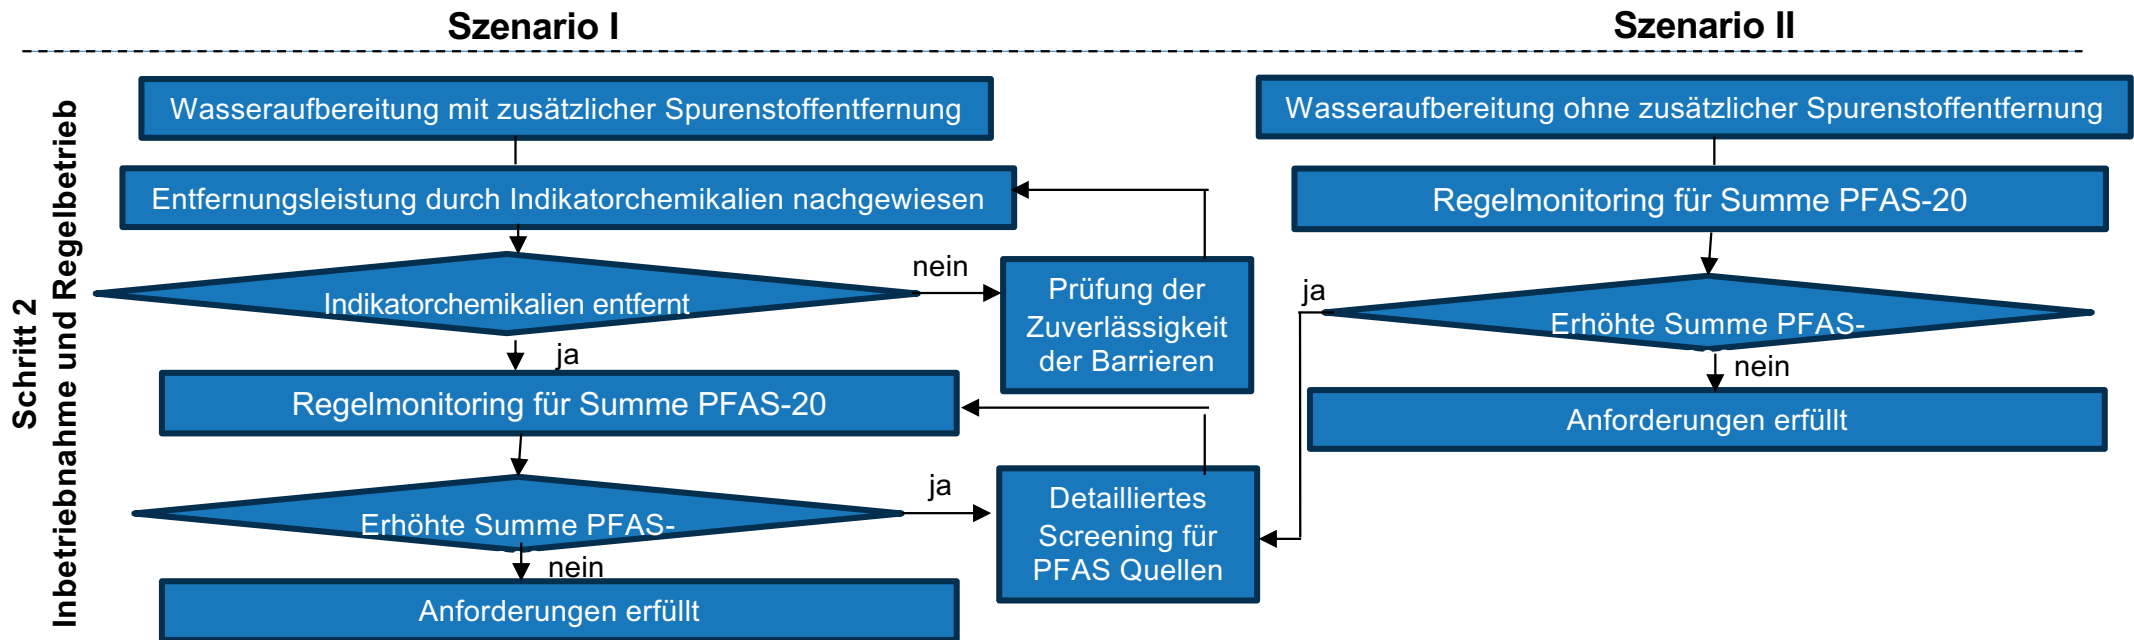 Szenario I
Szenario II
Schritt 2
Inbetriebnahme und Regelbetrieb
Wasseraufbereitung mit zusätzlicher Spurenstoffentfernung
Entfernungsleistung durch Indikatorchemikalien nachgewiesen
Indikatorchemikalien entfernt
nein
Prüfung der
Zuverlässigkeit
der Barrieren
ja
Regelmonitoring für Summe PFAS-20
Erhöhte Summe PFAS-
ja
Detailliertes
Screening für
PFAS Quellen
nein
Anforderungen erfüllt
Wasseraufbereitung ohne zusätzlicher Spurenstoffentfernung
Regelmonitoring für Summe PFAS-20
ja
Erhöhte Summe PFAS-
nein
Anforderungen erfüllt